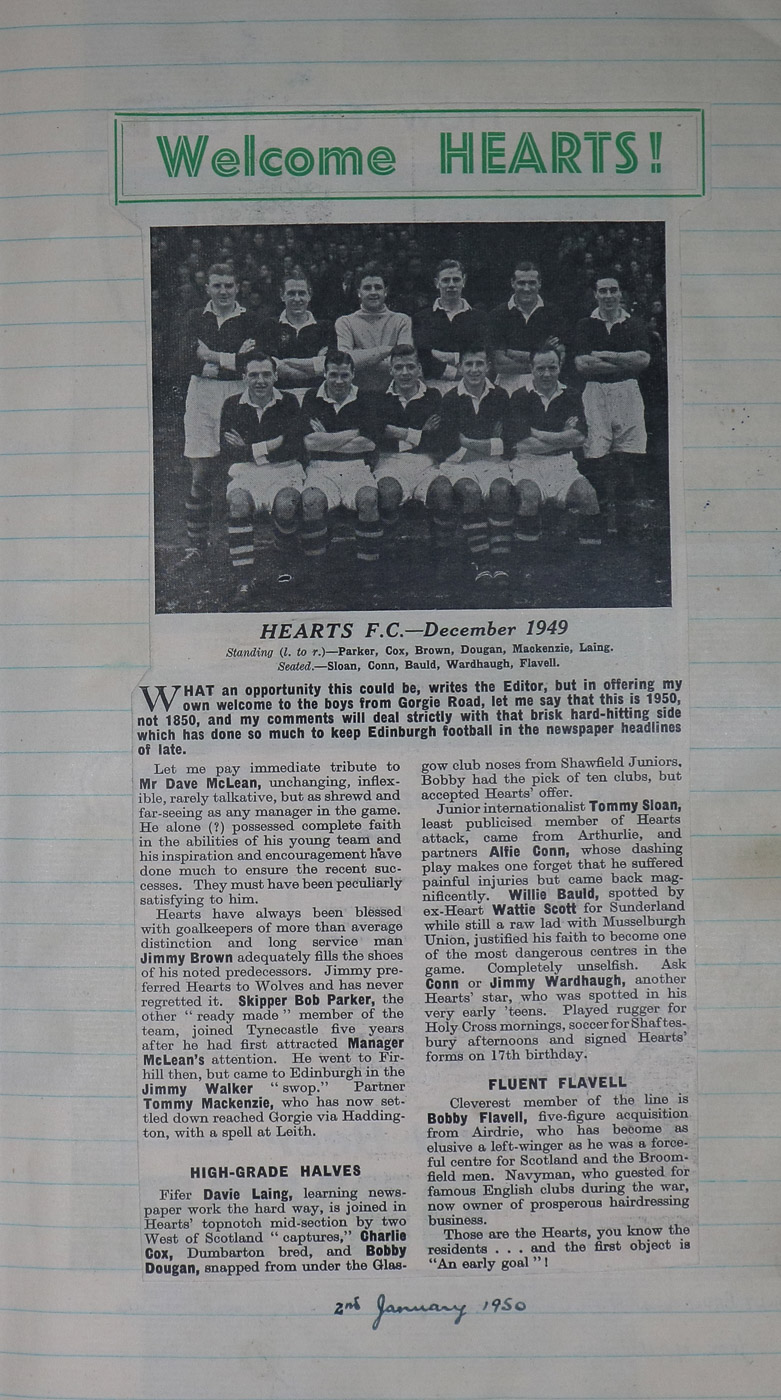 Welcome HEARTS!
HEARTS F.C.—December 1949
Standing (l. to r.)—Parker, Cox, Brown, Dougan, Mackenzie, Laing.
Seated.—Sloan, Conn, Bauld, Wardhaugh, Flavell.
WHAT an opportunity this could be, writes the Editor, but in offering my
own welcome to the boys from Gorgie Road, let me say that this is 1950,
not 1850, and my comments will deal strictly with that brisk hard-hitting side
which has done so much to keep Edinburgh football in the newspaper headlines
of late.
Let me pay immediate tribute to
Mr Dave McLean, unchanging, inflex-
ible, rarely talkative, but as shrewd and
far-seeing as any manager in the game.
He alone (?) possessed complete faith
in the abilities of his young team and
his inspiration and encouragement have
done much to ensure the recent suc-
cesses. They must have been peculiarly
satisfying to him.
Hearts have always been blessed
with goalkeepers of more than average
distinction and long service man
Jimmy Brown adequately fills the shoes
of his noted predecessors. Jimmy pre-
ferred Hearts to Wolves and has never
regretted it. Skipper Bob Parker, the
other “ ready made ” member of the
team, joined Tynecastle five years
after he had first attracted Manager
McLean's attention. He went to Fir-
hill then, but came to Edinburgh in the
Jimmy Walker “ swop.” Partner
Tommy Mackenzie, who has now set-
tled down reached Gorgie via Hadding-
ton, with a spell at Leith.
HIGH-GRADE HALVES
Fifer Davie Laing, learning news-
paper work the hard way, is joined in
Hearts' topnotch mid-section by two
West of Scotland “ captures,” Charlie
Cox, Dumbarton bred, and Bobby
Dougan, snapped from under the Glas-
gow club noses from Shawfield Juniors.
Bobby had the pick of ten clubs, but
accepted Hearts' offer.
Junior internationalist Tommy Sloan,
least publicised member of Hearts
attack, came from Arthurlie, and
partners Alfie Conn, whose dashing
play makes one forget that he suffered
painful injuries but came back mag-
nificently. Willie Bauld, spotted by
ex-Heart Wattie Scott for Sunderland
while still a raw lad with Musselburgh
Union, justified his faith to become one
of the most dangerous centres in the
game. Completely unselfish. Ask
Conn or Jimmy Wardhaugh, another
Hearts' star, who was spotted in his
very early 'teens. Played rugger for
Holy Cross mornings, soccer for Shaftes-
bury afternoons and signed Hearts'
forms on 17th birthday.
FLUENT FLAVELL
Cleverest member of the line is
Bobby Flavell, five-figure acquisition
from Airdrie, who has become as
elusive a left-winger as he was a force-
ful centre for Scotland and the Broom-
field men. Navyman, who guested for
famous English clubs during the war,
now owner of prosperous hairdressing
business.
Those are the Hearts, you know the
residents . . . and the first object is
“An early goal ”!
2nd January 1950